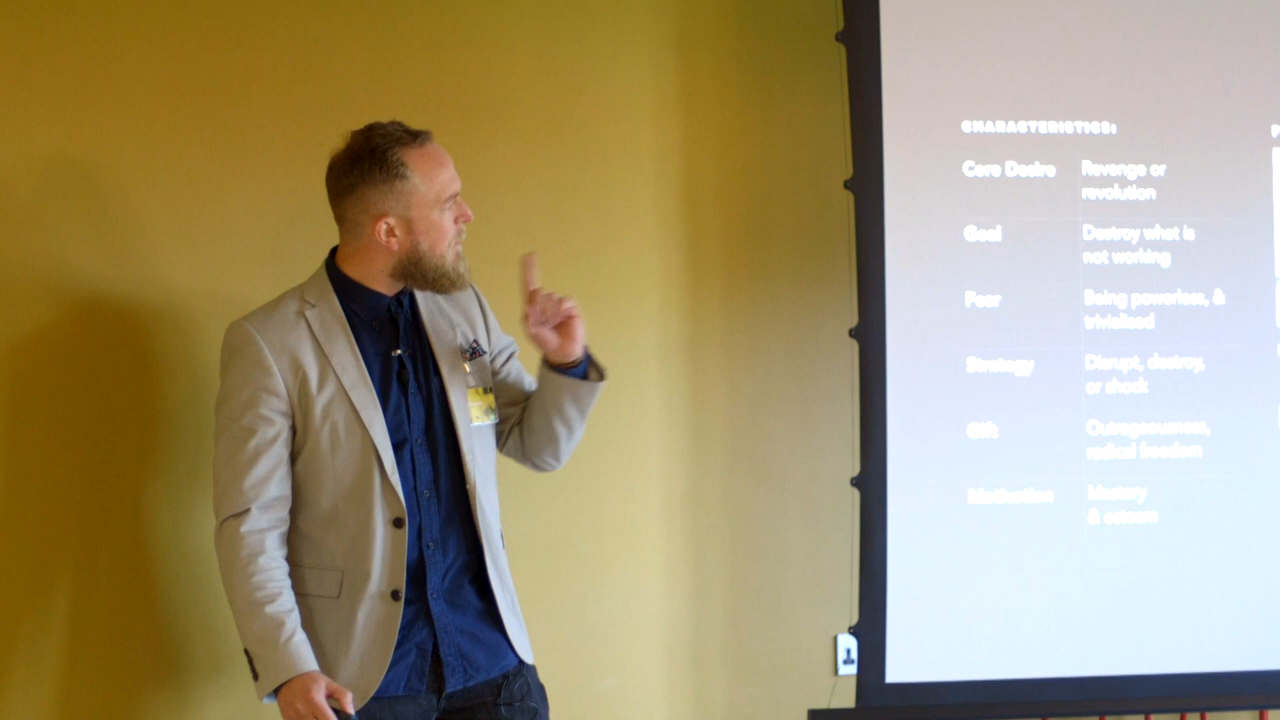 CHARACTERISTICS:
Core Desire Revenge or
revolution
Goal Destroy what is
not working
Fear Being powerless, &
trivialised
Strategy Disrupt, destroy,
or shock
Gift Outrageousness,
radical freedom
Motivation Mastery
& esteem